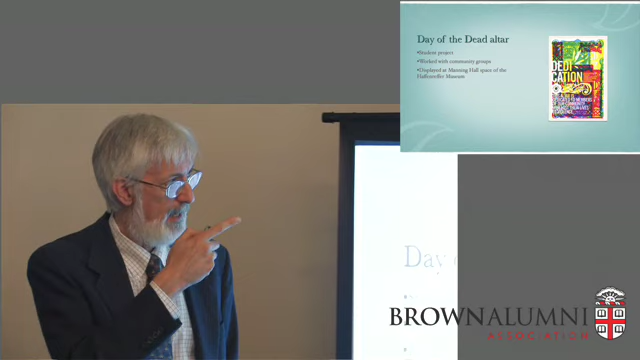 Day of the Dead altar
•Student project
•Worked with community groups
•Displayed at Manning Hall space of the
Haffenreffer Museum
DEDI
CATION
Day
BROWNALUMNI
ASSOCIATION